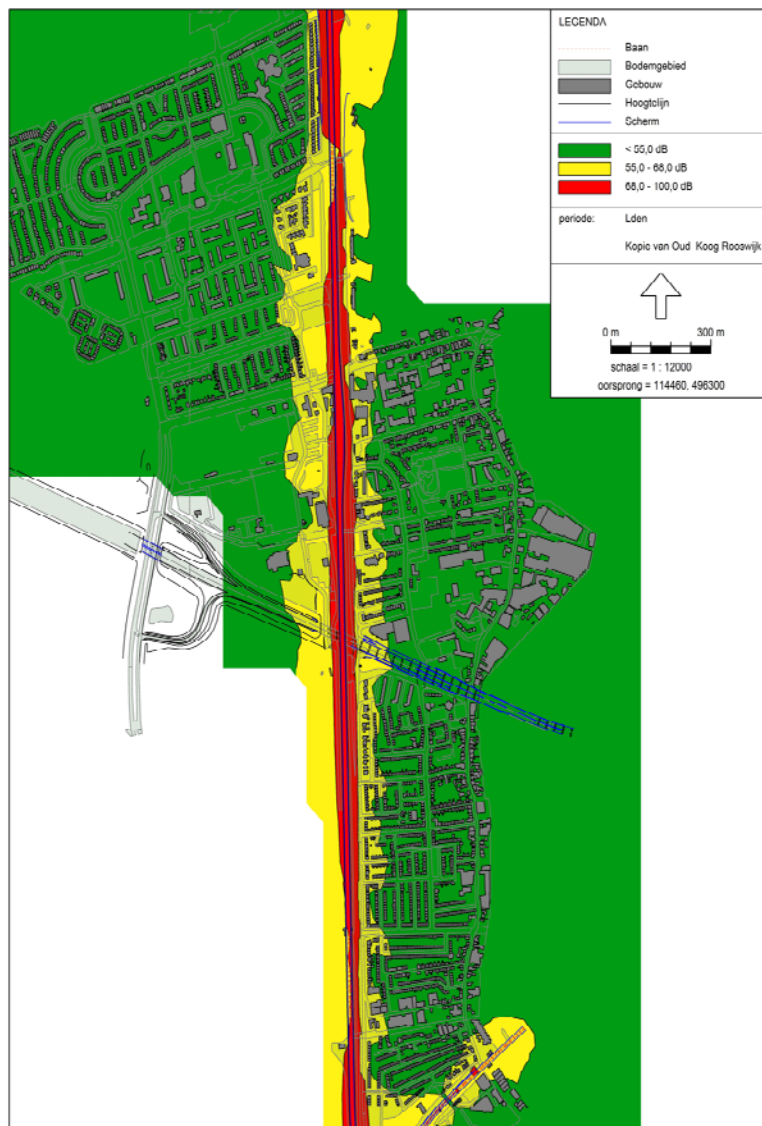 LEGENDA
Baan
Bodemgebied
Gebouw
Hoogtelijn
Scherm
< 55,0 dB
55,0 - 68,0 dB
68,0 - 100,0 dB
periode: Lden
Kopie van Oud Koog Rooswijk
0 m 300 m
schaal = 1 : 12000
oorsprong = 114460, 496300